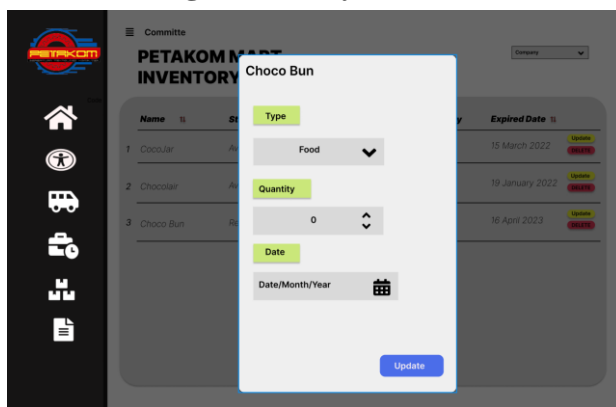 PETAKOM
Committe
PETAKOM MART
INVENTORY
Company
Choco Bun
Name
Expired Date
Type
Food
Quantity
0
Date
Date/Month/Year
Update
1 CocoJar
15 March 2022
Update
DELETE
2 Chocolair
19 January 2022
Update
DELETE
3 Choco Bun
16 April 2023
Update
DELETE